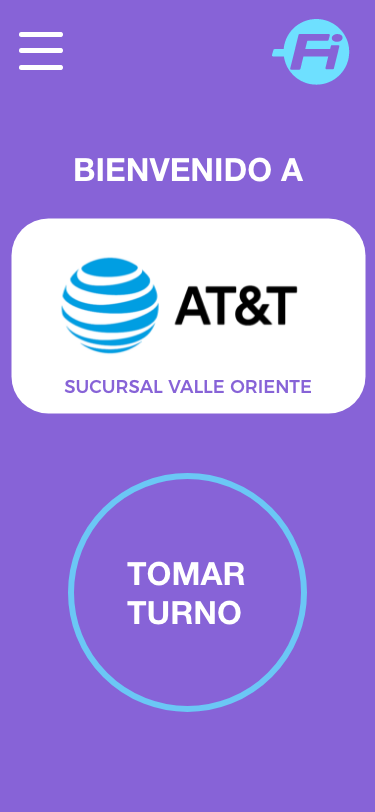 Fi
BIENVENIDO A
AT&T
SUCURSAL VALLE ORIENTE
TOMAR
TURNO